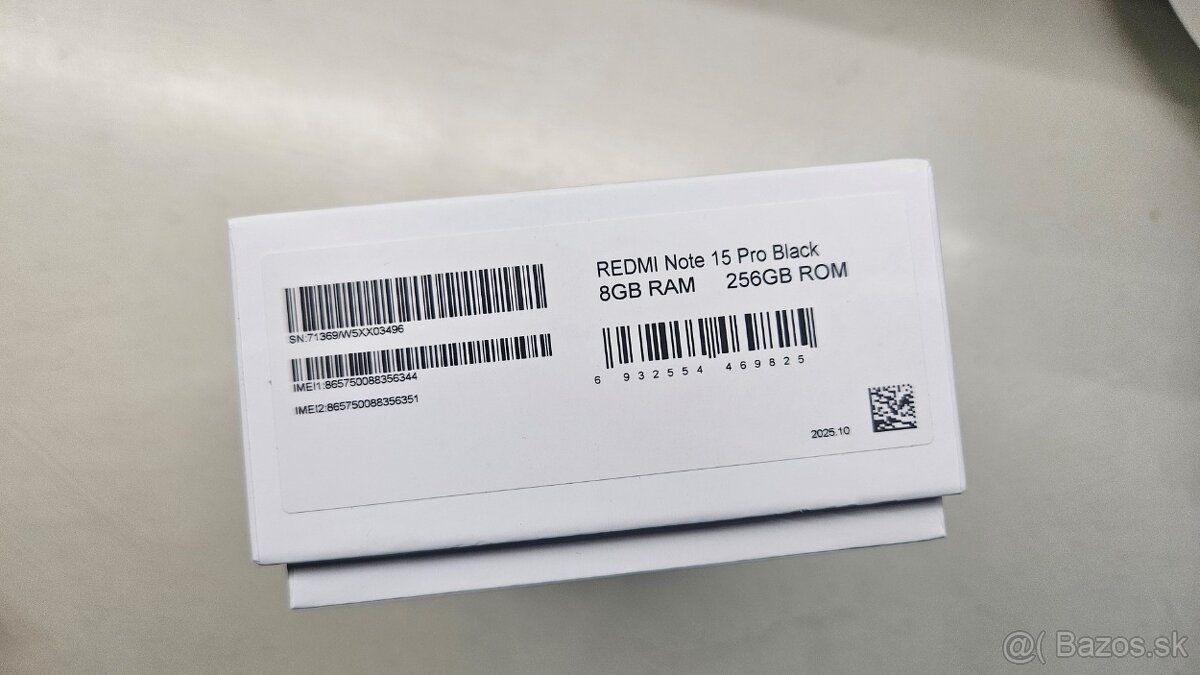 REDMI Note 15 Pro Black
8GB RAM 256GB ROM
SN:71369/W5XX03496
IMEI1:865750088356344
IMEI2:865750088356351
6 932554 469825
2025.10
@( Bazos.sk